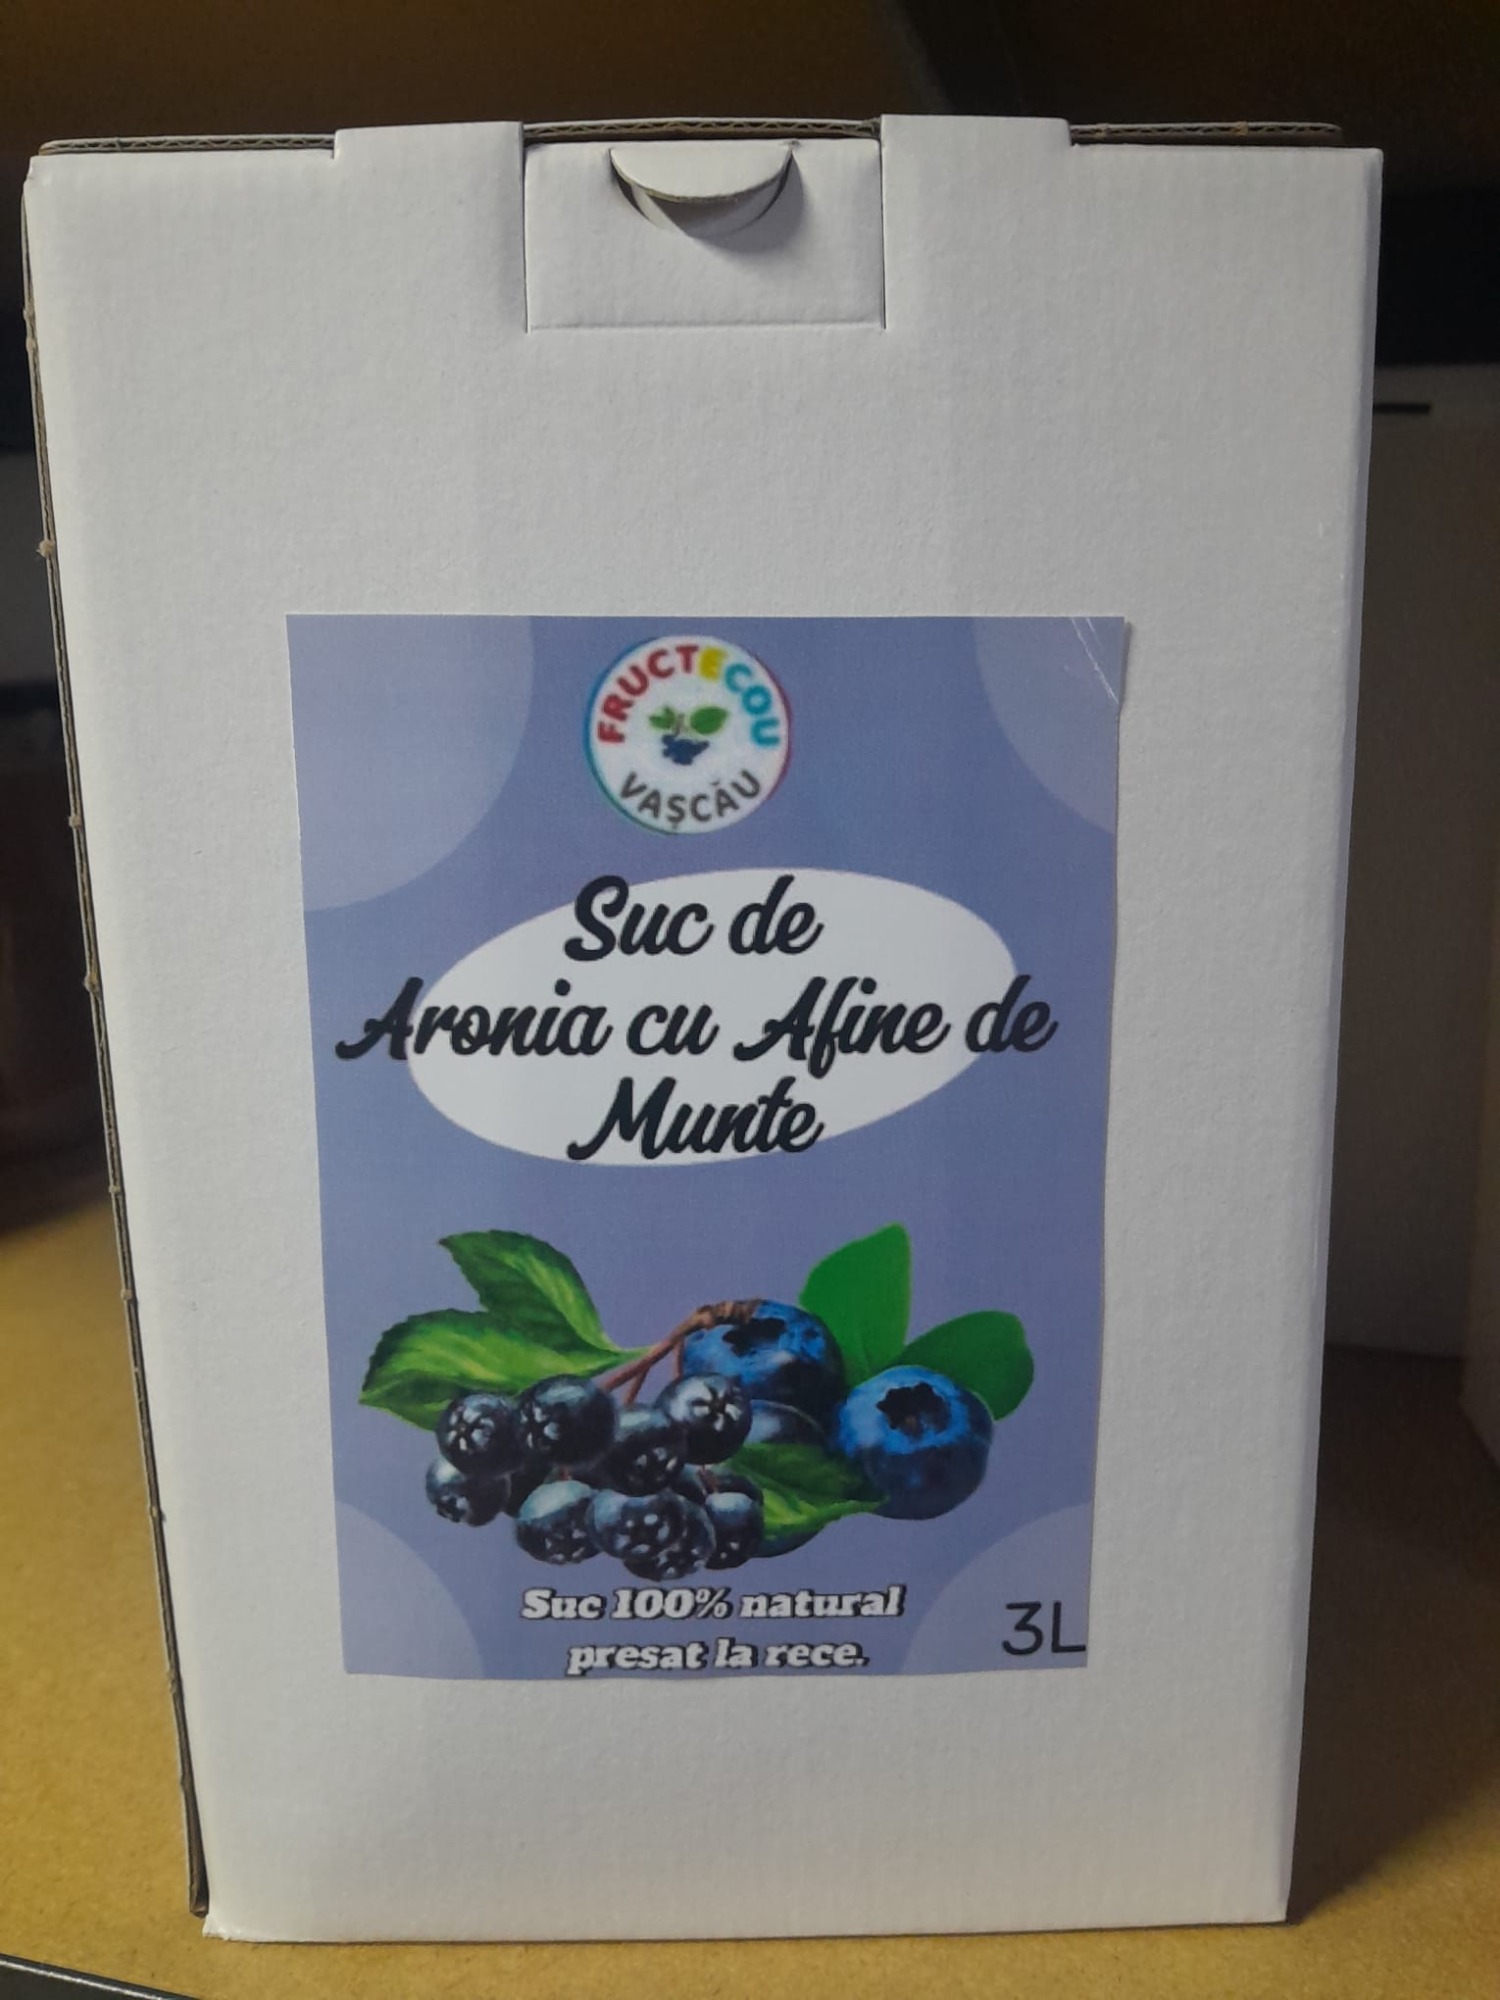 FRUCTECOU
VAȘCĂU
Suc de
Aronia cu Afine de
Munte
Suc 100% natural
presat la rece.
3L